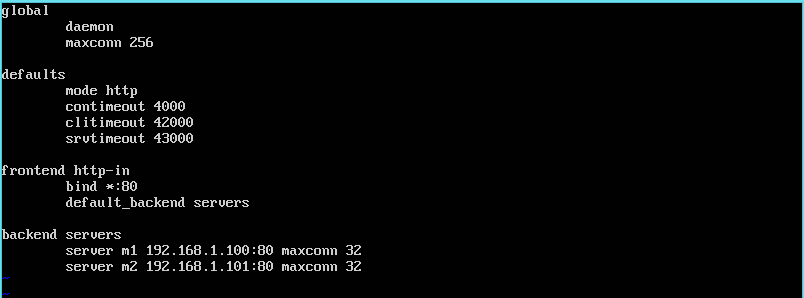 global
daemon
maxconn 256
defaults
mode http
contimeout 4000
clitimeout 42000
srvtimeout 43000
frontend http-in
bind *:80
default_backend servers
backend servers
server m1 192.168.1.100:80 maxconn 32
server m2 192.168.1.101:80 maxconn 32
~
~